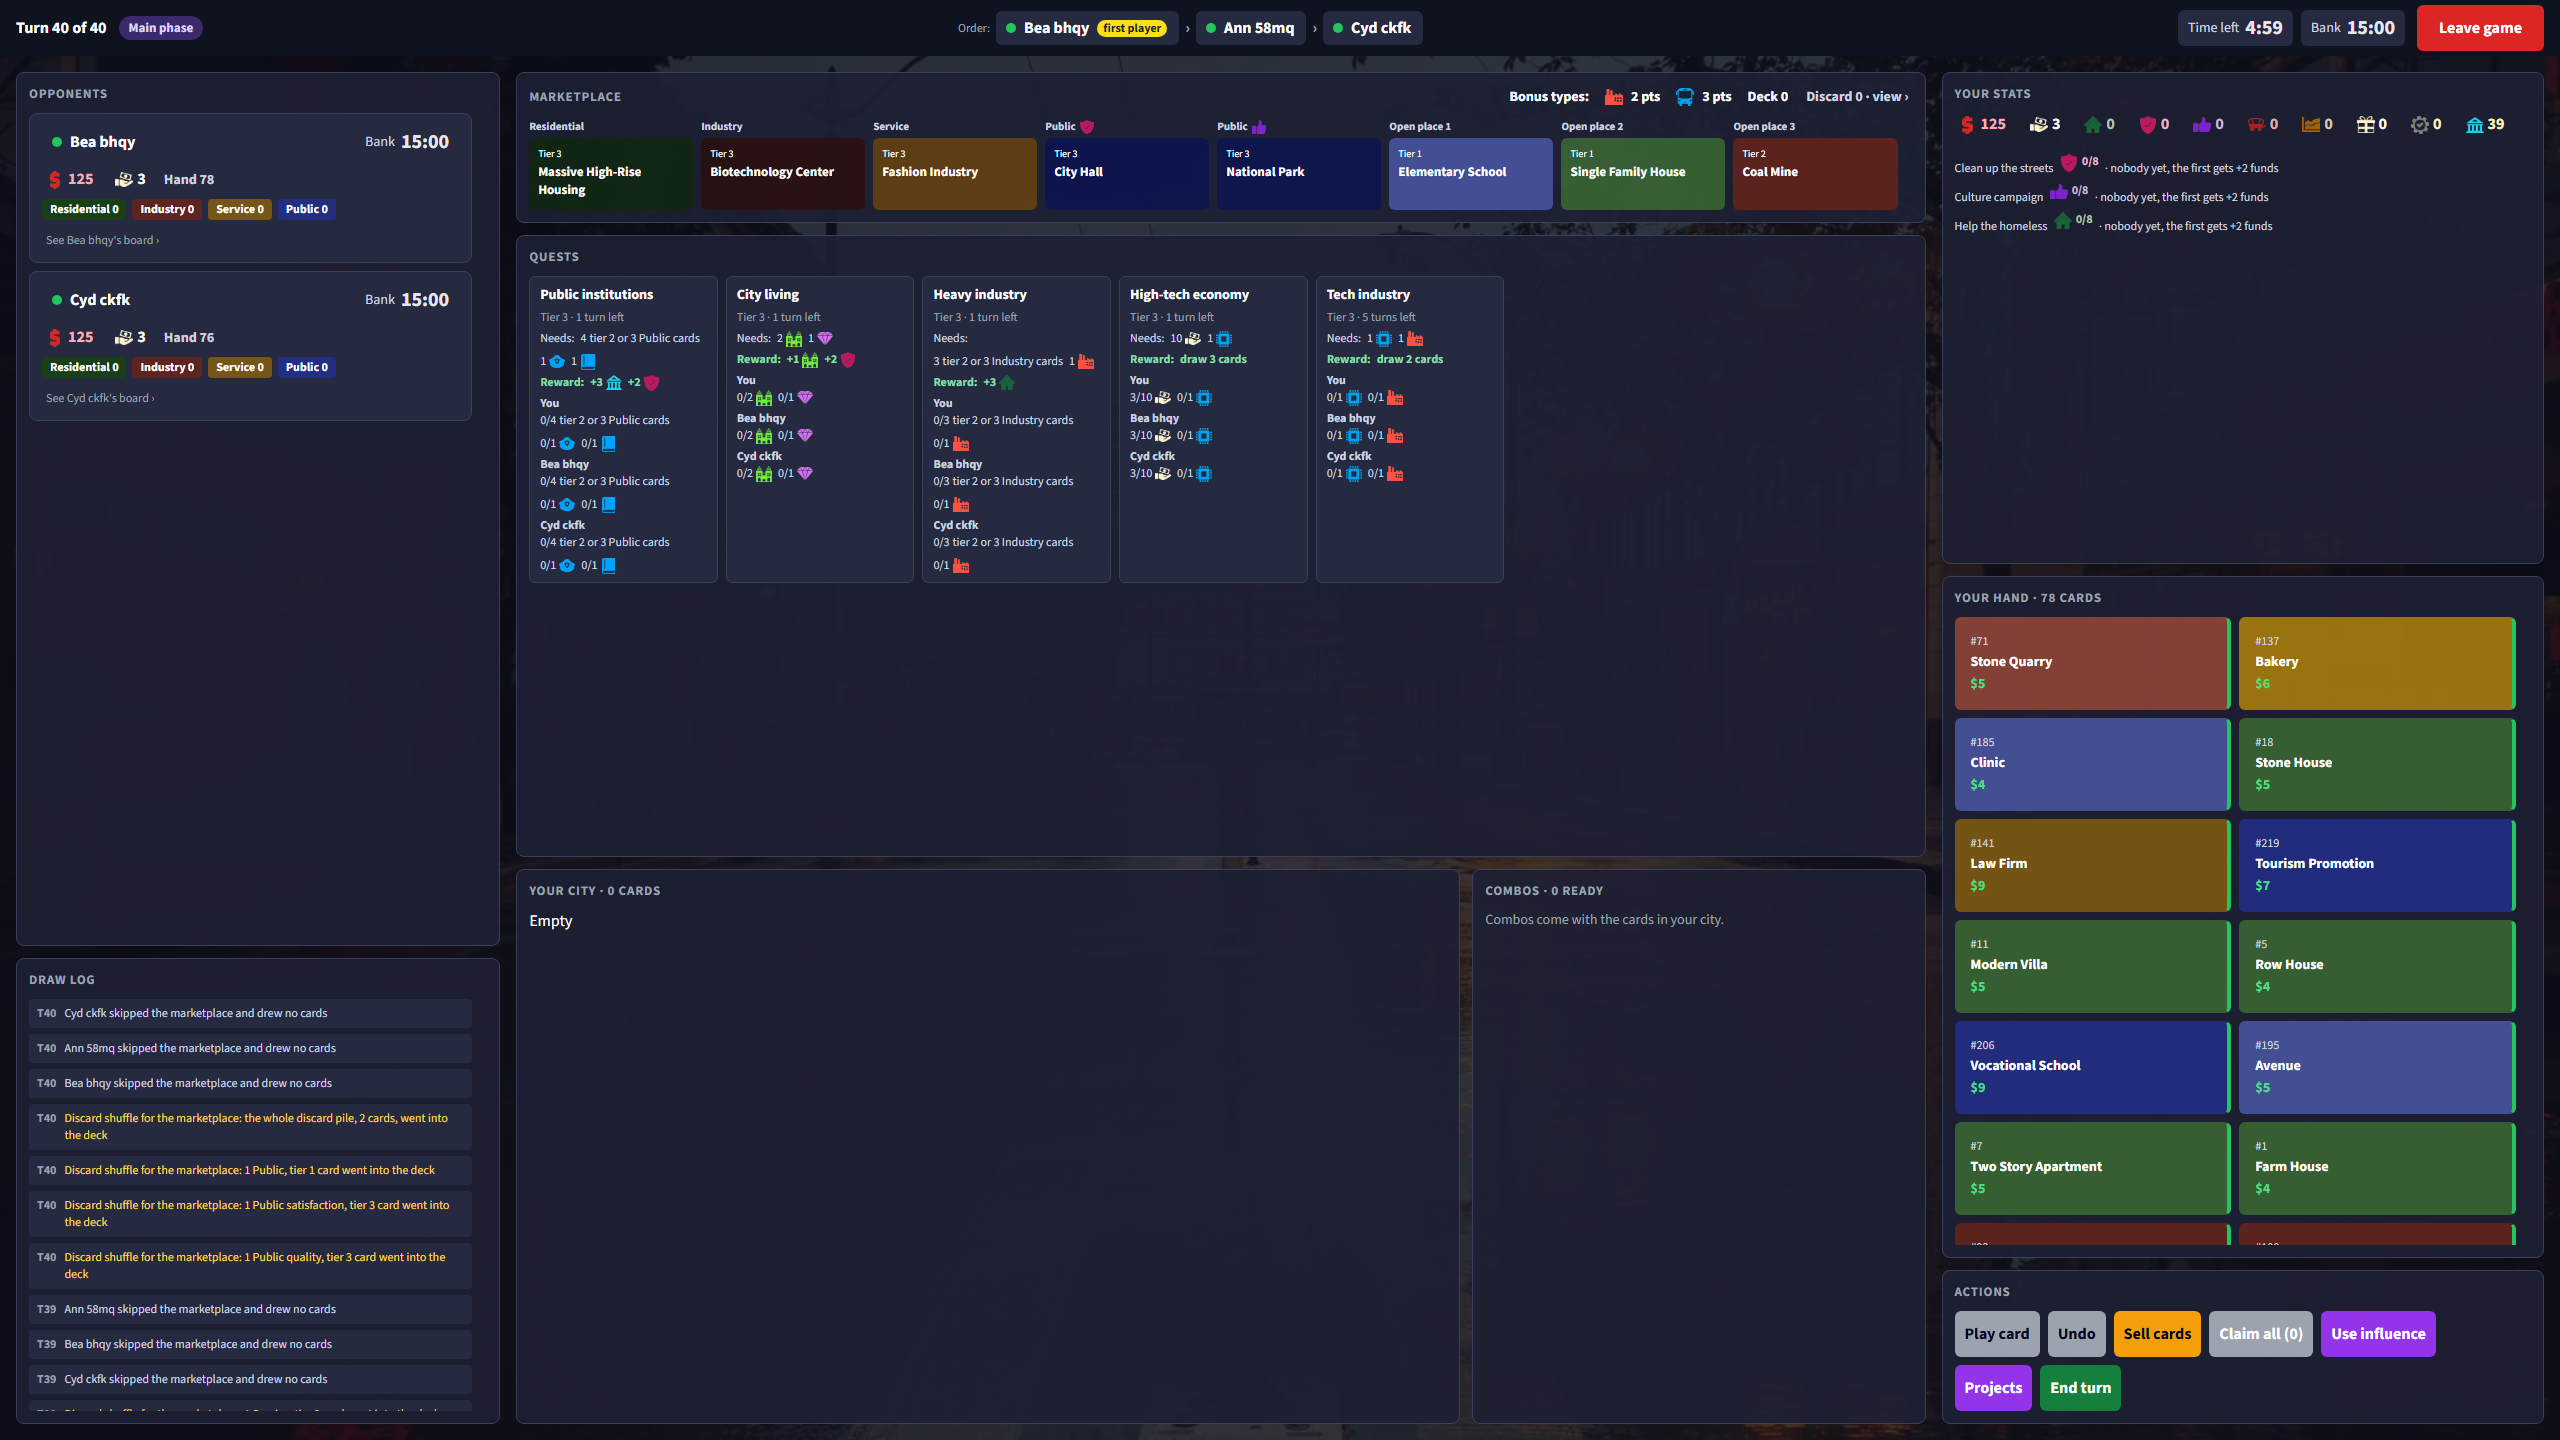 Turn 40 of 40 Main phase
Order: Bea bhqy first player › Ann 58mq › Cyd ckfk
Time left 4:59 Bank 15:00 Leave game
OPPONENTS
Bea bhqy Bank 15:00
125 3 Hand 78
Residential 0 Industry 0 Service 0 Public 0
See Bea bhqy's board ›
Cyd ckfk Bank 15:00
125 3 Hand 76
Residential 0 Industry 0 Service 0 Public 0
See Cyd ckfk's board ›
DRAW LOG
T40 Cyd ckfk skipped the marketplace and drew no cards
T40 Ann 58mq skipped the marketplace and drew no cards
T40 Bea bhqy skipped the marketplace and drew no cards
T40 Discard shuffle for the marketplace: the whole discard pile, 2 cards, went into
the deck
T40 Discard shuffle for the marketplace: 1 Public, tier 1 card went into the deck
T40 Discard shuffle for the marketplace: 1 Public satisfaction, tier 3 card went into
the deck
T40 Discard shuffle for the marketplace: 1 Public quality, tier 3 card went into the
deck
T39 Ann 58mq skipped the marketplace and drew no cards
T39 Bea bhqy skipped the marketplace and drew no cards
T39 Cyd ckfk skipped the marketplace and drew no cards
MARKETPLACE
Bonus types: 2 pts 3 pts Deck 0 Discard 0 · view ›
Residential
Tier 3
Massive High-Rise
Housing
Industry
Tier 3
Biotechnology Center
Service
Tier 3
Fashion Industry
Public
Tier 3
City Hall
Public
Tier 3
National Park
Open place 1
Tier 1
Elementary School
Open place 2
Tier 1
Single Family House
Open place 3
Tier 2
Coal Mine
QUESTS
Public institutions
Tier 3 · 1 turn left
Needs: 4 tier 2 or 3 Public cards
1 1
Reward: +3 +2
You
0/4 tier 2 or 3 Public cards
0/1 0/1
Bea bhqy
0/4 tier 2 or 3 Public cards
0/1 0/1
Cyd ckfk
0/4 tier 2 or 3 Public cards
0/1 0/1
City living
Tier 3 · 1 turn left
Needs: 2 1
Reward: +1 +2
You
0/2 0/1
Bea bhqy
0/2 0/1
Cyd ckfk
0/2 0/1
Heavy industry
Tier 3 · 1 turn left
Needs:
3 tier 2 or 3 Industry cards 1
Reward: +3
You
0/3 tier 2 or 3 Industry cards
0/1
Bea bhqy
0/3 tier 2 or 3 Industry cards
0/1
Cyd ckfk
0/3 tier 2 or 3 Industry cards
0/1
High-tech economy
Tier 3 · 1 turn left
Needs: 10 1
Reward: draw 3 cards
You
3/10 0/1
Bea bhqy
3/10 0/1
Cyd ckfk
3/10 0/1
Tech industry
Tier 3 · 5 turns left
Needs: 1 1
Reward: draw 2 cards
You
0/1 0/1
Bea bhqy
0/1 0/1
Cyd ckfk
0/1 0/1
YOUR CITY · 0 CARDS
Empty
COMBOS · 0 READY
Combos come with the cards in your city.
YOUR STATS
125 3 0 0 0 0 0 0 0 39
Clean up the streets 0/8 · nobody yet, the first gets +2 funds
Culture campaign 0/8 · nobody yet, the first gets +2 funds
Help the homeless 0/8 · nobody yet, the first gets +2 funds
YOUR HAND · 78 CARDS
#71
Stone Quarry
$5
#137
Bakery
$6
#185
Clinic
$4
#18
Stone House
$5
#141
Law Firm
$9
#219
Tourism Promotion
$7
#11
Modern Villa
$5
#5
Row House
$4
#206
Vocational School
$9
#195
Avenue
$5
#7
Two Story Apartment
$5
#1
Farm House
$4
ACTIONS
Play card Undo Sell cards Claim all (0) Use influence
Projects End turn